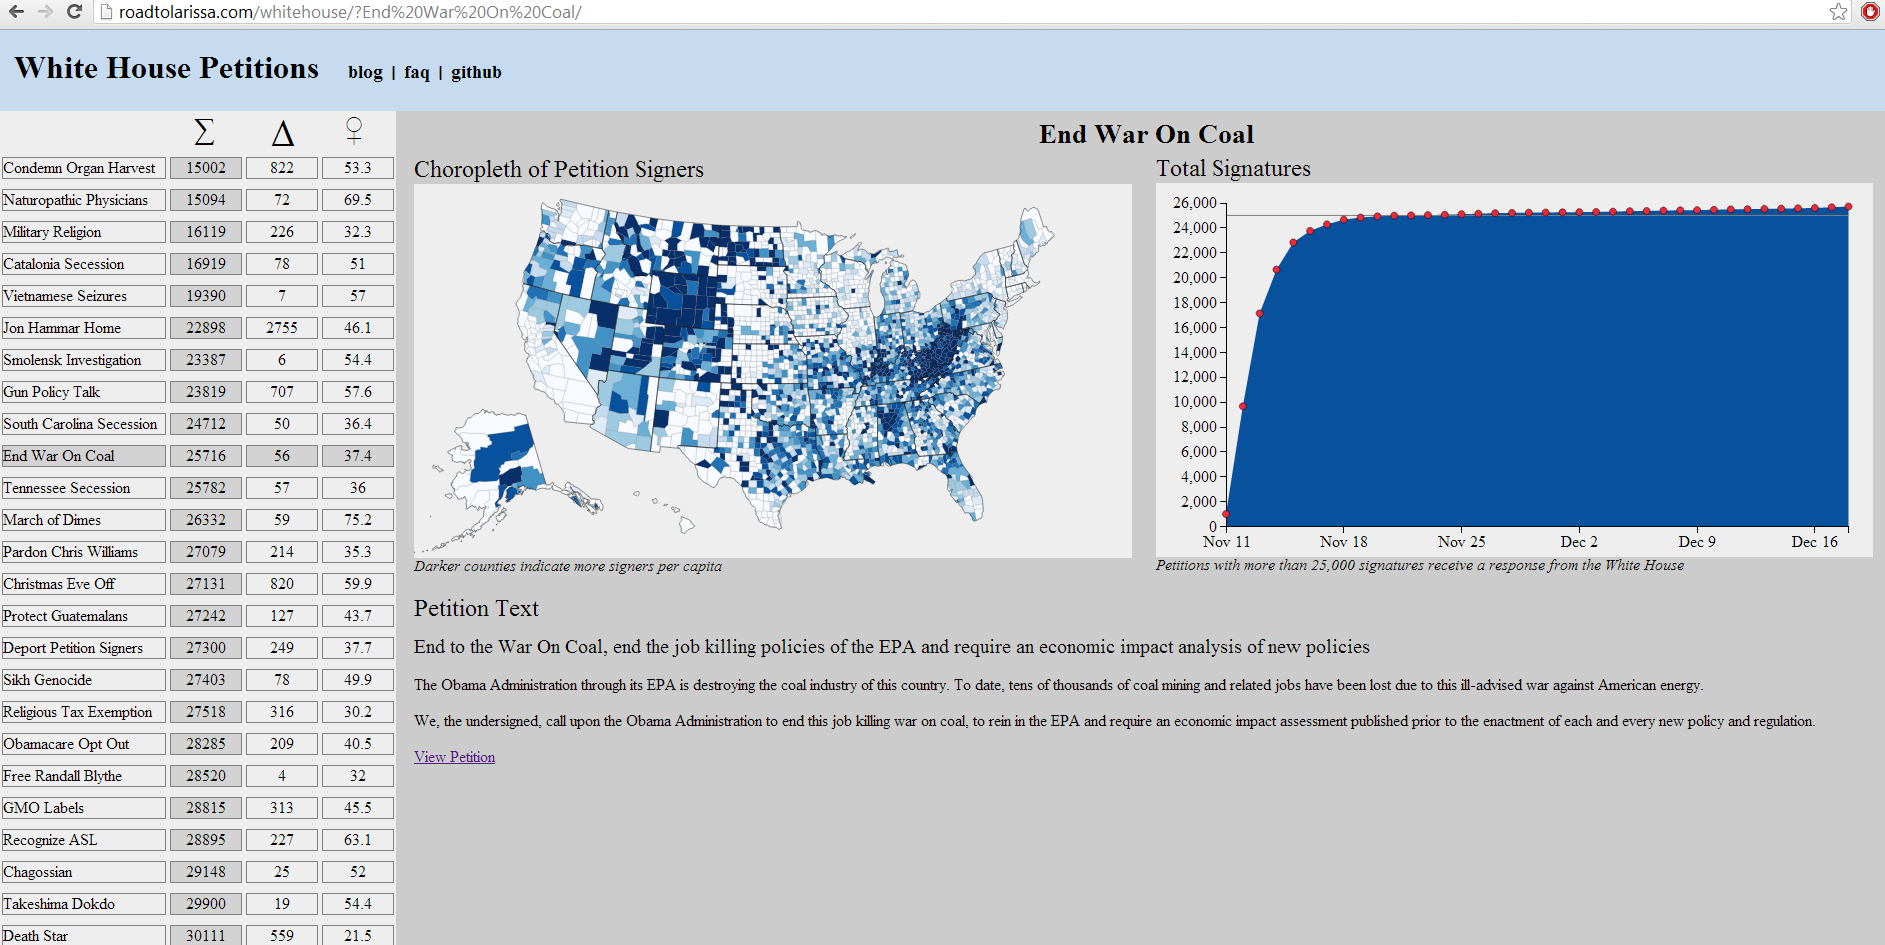 roadtolarissa.com/whitehouse/?End%20War%20On%20Coal/
White House Petitions blog | faq | github
Σ Δ ♀
Condemn Organ Harvest 15002 822 53.3
Naturopathic Physicians 15094 72 69.5
Military Religion 16119 226 32.3
Catalonia Secession 16919 78 51
Vietnamese Seizures 19390 7 57
Jon Hammar Home 22898 2755 46.1
Smolensk Investigation 23387 6 54.4
Gun Policy Talk 23819 707 57.6
South Carolina Secession 24712 50 36.4
End War On Coal 25716 56 37.4
Tennessee Secession 25782 57 36
March of Dimes 26332 59 75.2
Pardon Chris Williams 27079 214 35.3
Christmas Eve Off 27131 820 59.9
Protect Guatemalans 27242 127 43.7
Deport Petition Signers 27300 249 37.7
Sikh Genocide 27403 78 49.9
Religious Tax Exemption 27518 316 30.2
Obamacare Opt Out 28285 209 40.5
Free Randall Blythe 28520 4 32
GMO Labels 28815 313 45.5
Recognize ASL 28895 227 63.1
Chagossian 29148 25 52
Takeshima Dokdo 29900 19 54.4
Death Star 30111 559 21.5
End War On Coal
Choropleth of Petition Signers
Darker counties indicate more signers per capita
Total Signatures
26,000
24,000
22,000
20,000
18,000
16,000
14,000
12,000
10,000
8,000
6,000
4,000
2,000
0
Nov 11 Nov 18 Nov 25 Dec 2 Dec 9 Dec 16
Petitions with more than 25,000 signatures receive a response from the White House
Petition Text
End to the War On Coal, end the job killing policies of the EPA and require an economic impact analysis of new policies
The Obama Administration through its EPA is destroying the coal industry of this country. To date, tens of thousands of coal mining and related jobs have been lost due to this ill-advised war against American energy.
We, the undersigned, call upon the Obama Administration to end this job killing war on coal, to rein in the EPA and require an economic impact assessment published prior to the enactment of each and every new policy and regulation.
View Petition